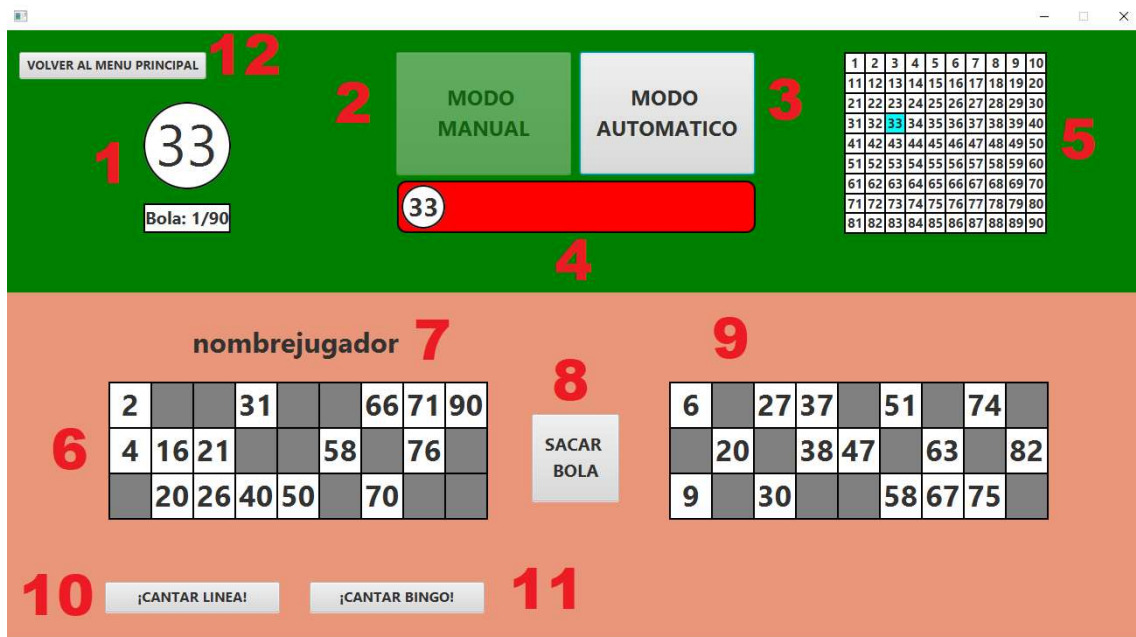 VOLVER AL MENU PRINCIPAL
12
1
33
Bola: 1/90
2
MODO
MANUAL
MODO
AUTOMATICO
3
33
4
1 2 3 4 5 6 7 8 9 10
11 12 13 14 15 16 17 18 19 20
21 22 23 24 25 26 27 28 29 30
31 32 33 34 35 36 37 38 39 40
41 42 43 44 45 46 47 48 49 50
51 52 53 54 55 56 57 58 59 60
61 62 63 64 65 66 67 68 69 70
71 72 73 74 75 76 77 78 79 80
81 82 83 84 85 86 87 88 89 90
5
nombrejugador
7
6
2 31 66 71 90
4 16 21 58 76
20 26 40 50 70
8
SACAR
BOLA
9
6 27 37 51 74
20 38 47 63 82
9 30 58 67 75
10
¡CANTAR LINEA!
¡CANTAR BINGO!
11